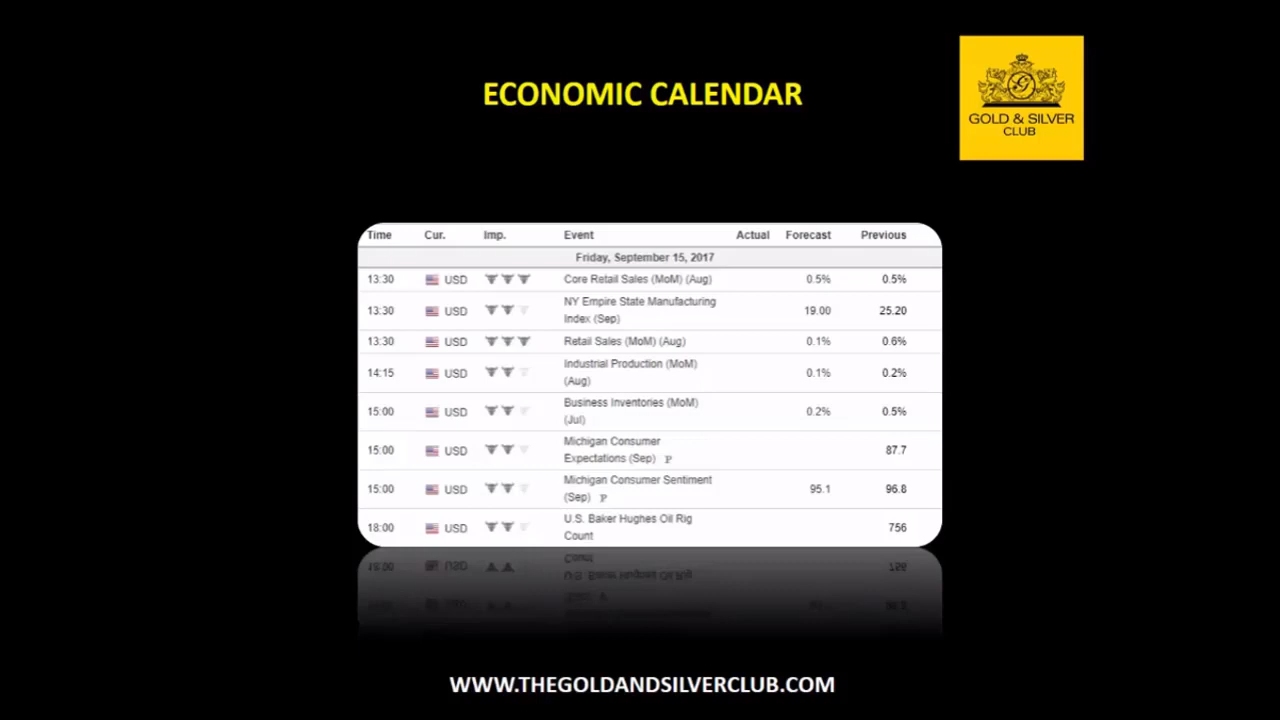 ECONOMIC CALENDAR
GOLD & SILVER
CLUB
Time Cur. Imp. Event Actual Forecast Previous
Friday, September 15, 2017
13:30 USD Core Retail Sales (MoM) (Aug) 0.5% 0.5%
13:30 USD NY Empire State Manufacturing 19.00 25.20
Index (Sep)
13:30 USD Retail Sales (MoM) (Aug) 0.1% 0.6%
14:15 USD Industrial Production (MoM) 0.1% 0.2%
(Aug)
15:00 USD Business Inventories (MoM) 0.2% 0.5%
(Jul)
15:00 USD Michigan Consumer 87.7
Expectations (Sep) P
15:00 USD Michigan Consumer Sentiment 95.1 96.8
(Sep) P
18:00 USD U.S. Baker Hughes Oil Rig 756
Count
WWW.THEGOLDANDSILVERCLUB.COM